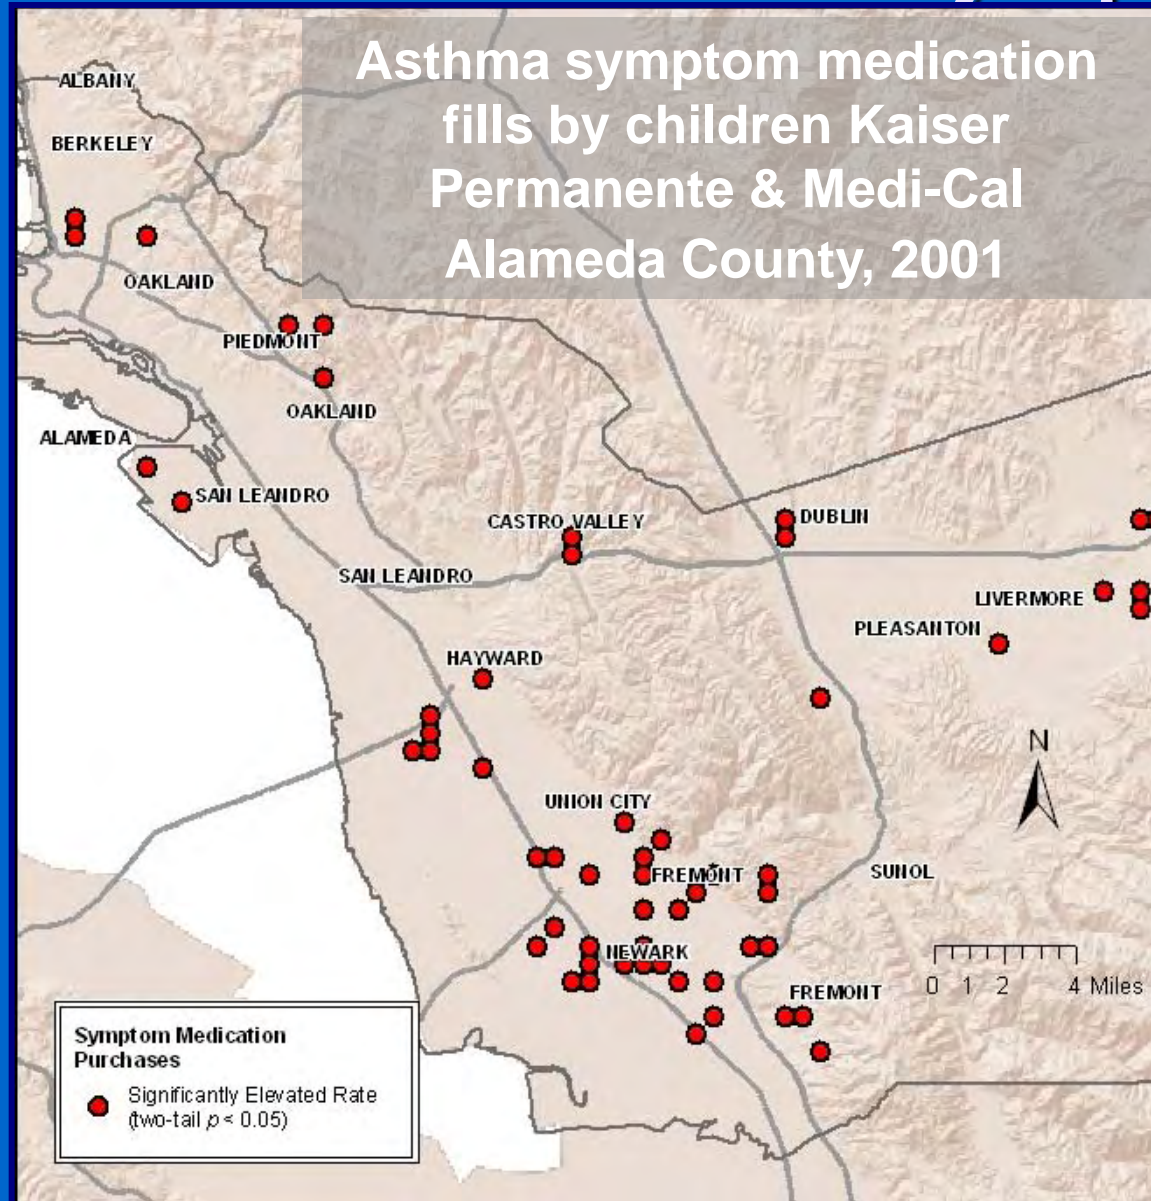 Asthma symptom medication
fills by children Kaiser
Permanente & Medi-Cal
Alameda County, 2001
ALBANY
BERKELEY
OAKLAND
PIEDMONT
OAKLAND
ALAMEDA
SAN LEANDRO
CASTRO VALLEY
DUBLIN
SAN LEANDRO
LIVERMORE
PLEASANTON
HAYWARD
N
UNION CITY
FREMONT
SUNOL
NEWARK
FREMONT
0 1 2 4 Miles
Symptom Medication
Purchases
Significantly Elevated Rate
(two-tail p < 0.05)